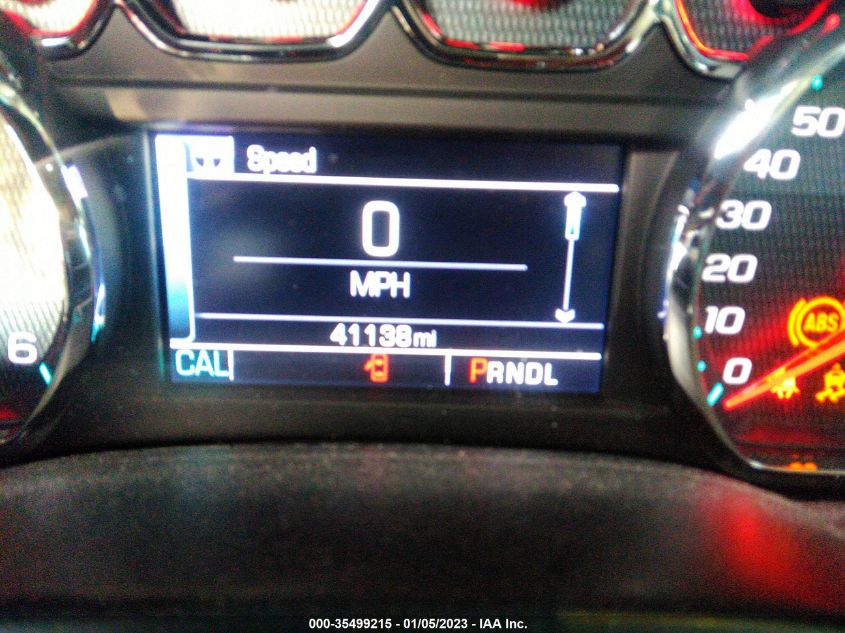 Speed
0
MPH
41138mi
CAL
PRNDL
6
50
40
30
20
10
0
ABS
000-35499215 - 01/05/2023 - IAA Inc.